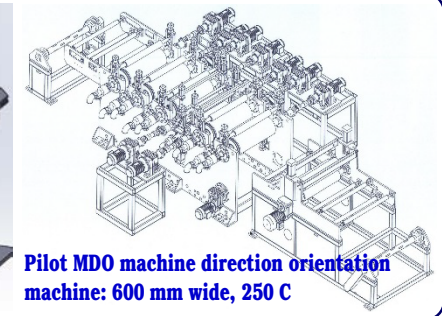 Pilot MDO machine direction orientation
machine: 600 mm wide, 250 C